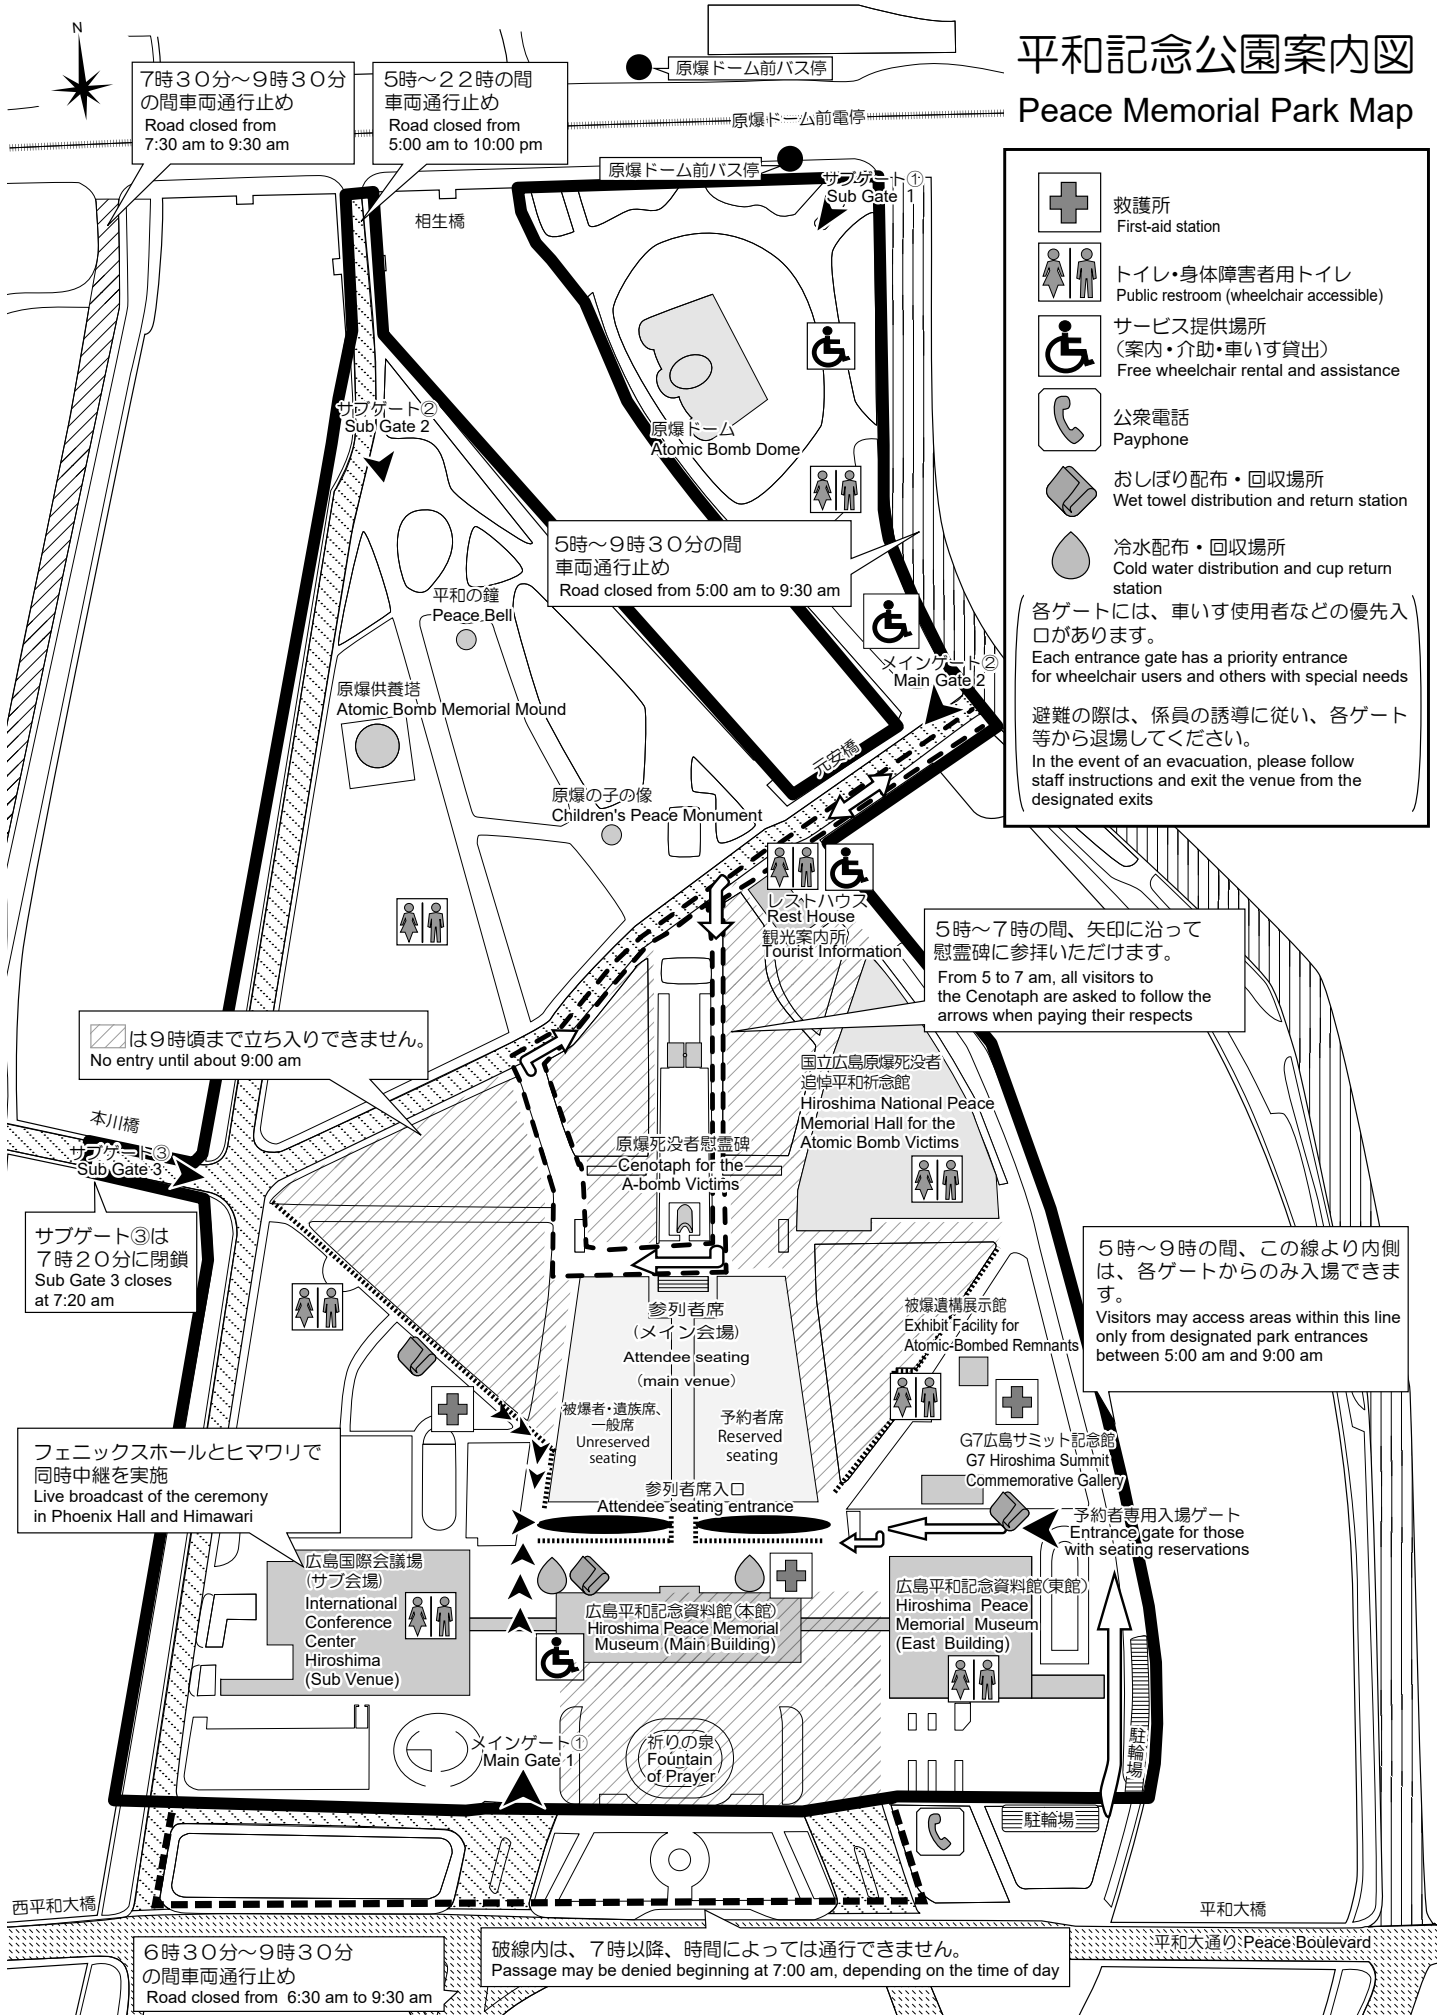 平和記念公園案内図
Peace Memorial Park Map
N
7時30分～9時30分
の間車両通行止め
Road closed from
7:30 am to 9:30 am
5時～22時の間
車両通行止め
Road closed from
5:00 am to 10:00 pm
原爆ドーム前バス停
原爆ドーム前電停
原爆ドーム前バス停
サブゲート①
Sub Gate 1
相生橋
救護所
First-aid station
トイレ・身体障害者用トイレ
Public restroom (wheelchair accessible)
サービス提供場所
（案内・介助・車いす貸出）
Free wheelchair rental and assistance
公衆電話
Payphone
おしぼり配布・回収場所
Wet towel distribution and return station
冷水配布・回収場所
Cold water distribution and cup return
station
各ゲートには、車いす使用者などの優先入
口があります。
Each entrance gate has a priority entrance
for wheelchair users and others with special needs
避難の際は、係員の誘導に従い、各ゲート
等から退場してください。
In the event of an evacuation, please follow
staff instructions and exit the venue from the
designated exits
サブゲート②
Sub Gate 2
原爆ドーム
Atomic Bomb Dome
5時～9時30分の間
車両通行止め
Road closed from 5:00 am to 9:30 am
平和の鐘
Peace Bell
メインゲート②
Main Gate 2
原爆供養塔
Atomic Bomb Memorial Mound
元安橋
原爆の子の像
Children's Peace Monument
レストハウス
Rest House
観光案内所
Tourist Information
5時～7時の間、矢印に沿って
慰霊碑に参拝いただけます。
From 5 to 7 am, all visitors to
the Cenotaph are asked to follow the
arrows when paying their respects
は9時頃まで立ち入りできません。
No entry until about 9:00 am
国立広島原爆死没者
追悼平和祈念館
Hiroshima National Peace
Memorial Hall for the
Atomic Bomb Victims
本川橋
サブゲート③
Sub Gate 3
原爆死没者慰霊碑
Cenotaph for the
A-bomb Victims
サブゲート③は
7時20分に閉鎖
Sub Gate 3 closes
at 7:20 am
5時～9時の間、この線より内側
は、各ゲートからのみ入場できま
す。
Visitors may access areas within this line
only from designated park entrances
between 5:00 am and 9:00 am
参列者席
(メイン会場)
Attendee seating
(main venue)
被爆遺構展示館
Exhibit Facility for
Atomic-Bombed Remnants
被爆者・遺族席、
一般席
Unreserved
seating
予約者席
Reserved
seating
G7広島サミット記念館
G7 Hiroshima Summit
Commemorative Gallery
フェニックスホールとヒマワリで
同時中継を実施
Live broadcast of the ceremony
in Phoenix Hall and Himawari
参列者席入口
Attendee seating entrance
予約者専用入場ゲート
Entrance gate for those
with seating reservations
広島国際会議場
(サブ会場)
International
Conference
Center
Hiroshima
(Sub Venue)
広島平和記念資料館(本館)
Hiroshima Peace Memorial
Museum (Main Building)
広島平和記念資料館(東館)
Hiroshima Peace
Memorial Museum
(East Building)
メインゲート①
Main Gate 1
祈りの泉
Fountain
of Prayer
駐輪場
駐輪場
西平和大橋
平和大橋
平和大通り Peace Boulevard
6時30分～9時30分
の間車両通行止め
Road closed from 6:30 am to 9:30 am
破線内は、7時以降、時間によっては通行できません。
Passage may be denied beginning at 7:00 am, depending on the time of day